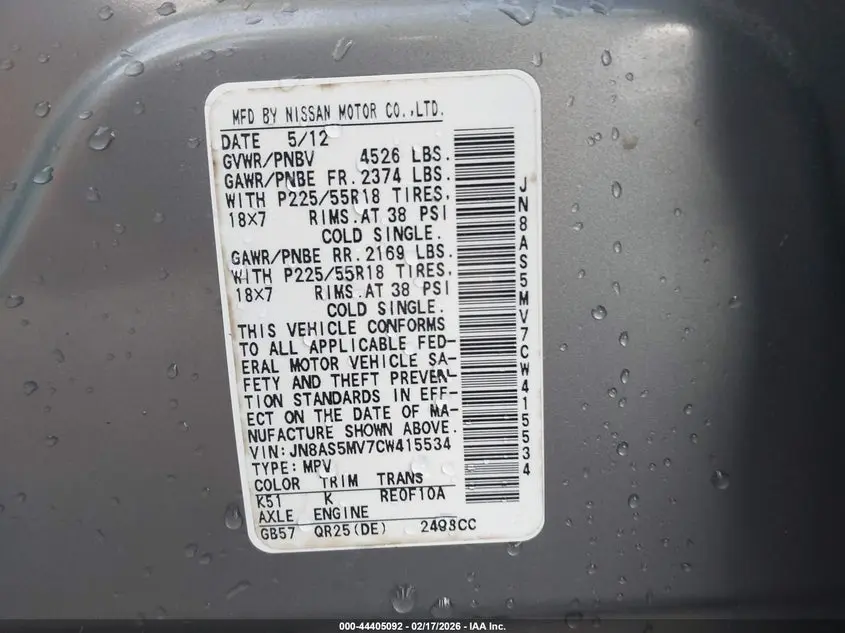 MFD BY NISSAN MOTOR CO.,LTD.
DATE 5/12
GVWR/PNBV 4526 LBS.
GAWR/PNBE FR.2374 LBS.
WITH P225/55R18 TIRES,
18X7 RIMS.AT 38 PSI
COLD SINGLE.
GAWR/PNBE RR.2169 LBS.
WITH P225/55R18 TIRES,
18X7 RIMS.AT 38 PSI
COLD SINGLE.
THIS VEHICLE CONFORMS
TO ALL APPLICABLE FED-
ERAL MOTOR VEHICLE SA-
FETY AND THEFT PREVEN-
TION STANDARDS IN EFF-
ECT ON THE DATE OF MA-
NUFACTURE SHOWN ABOVE.
VIN:JN8AS5MV7CW415534
TYPE:MPV
COLOR TRIM TRANS
K51 K RE0F10A
AXLE ENGINE
GB57 QR25(DE) 2488CC
JN8AS5MV7CW415534
000-44405092 - 02/17/2026 - IAA Inc.